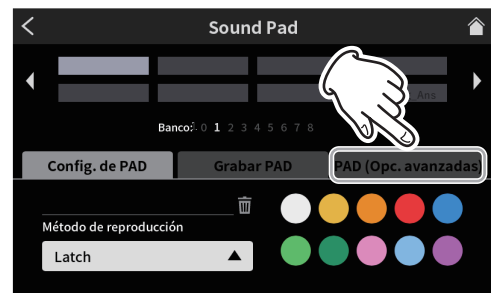 Sound Pad
Ans
Banco: 0 1 2 3 4 5 6 7 8
Config. de PAD Grabar PAD PAD (Opc. avanzadas)
Método de reproducción
Latch